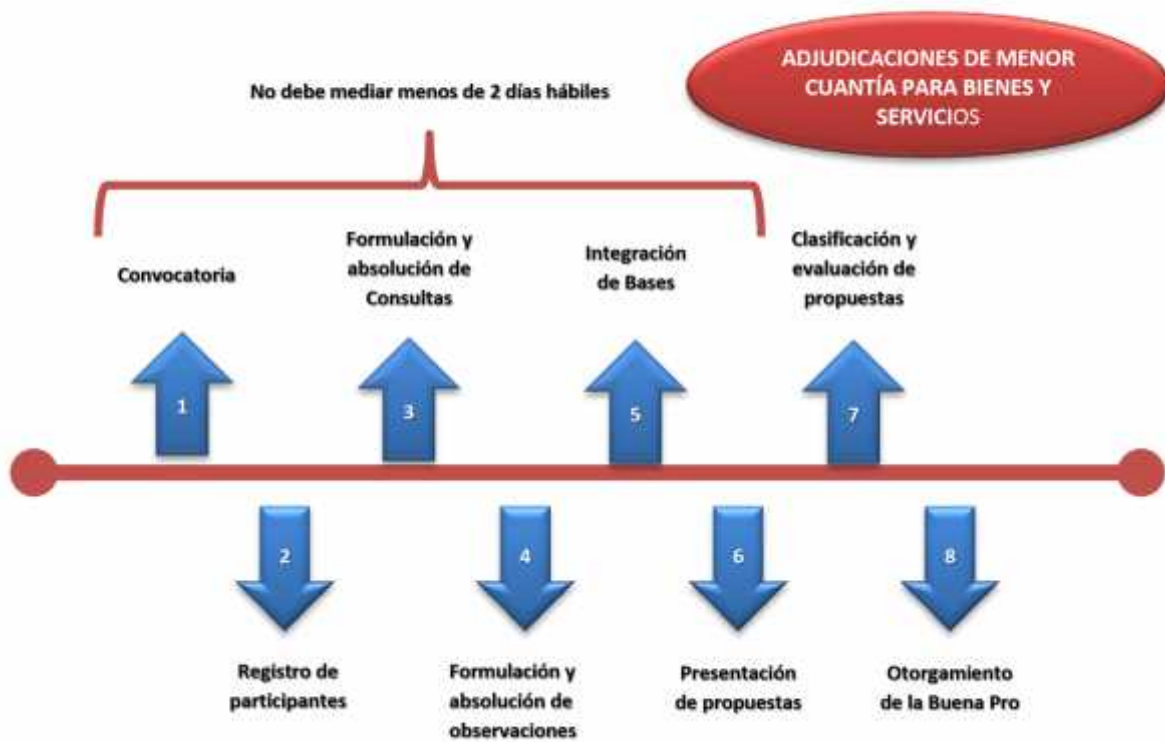 ADJUDICACIONES DE MENOR
CUANTÍA PARA BIENES Y
SERVICIOS
No debe mediar menos de 2 días hábiles
Convocatoria
Formulación y
absolución de
Consultas
Integración
de Bases
Clasificación y
evaluación de
propuestas
1
3
5
7
2
4
6
8
Registro de
participantes
Formulación y
absolución de
observaciones
Presentación
de propuestas
Otorgamiento
de la Buena Pro